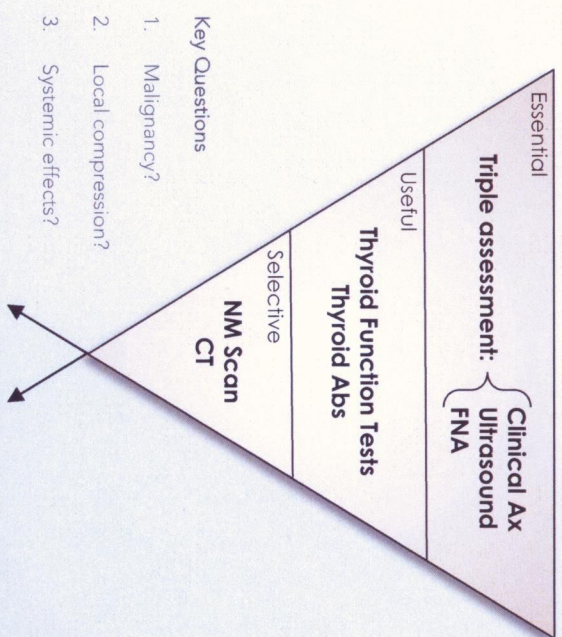 Essential
Triple assessment:
Clinical Ax
Ultrasound
FNA
Useful
Thyroid Function Tests
Thyroid Abs
Selective
NM Scan
CT
Key Questions
1. Malignancy?
2. Local compression?
3. Systemic effects?